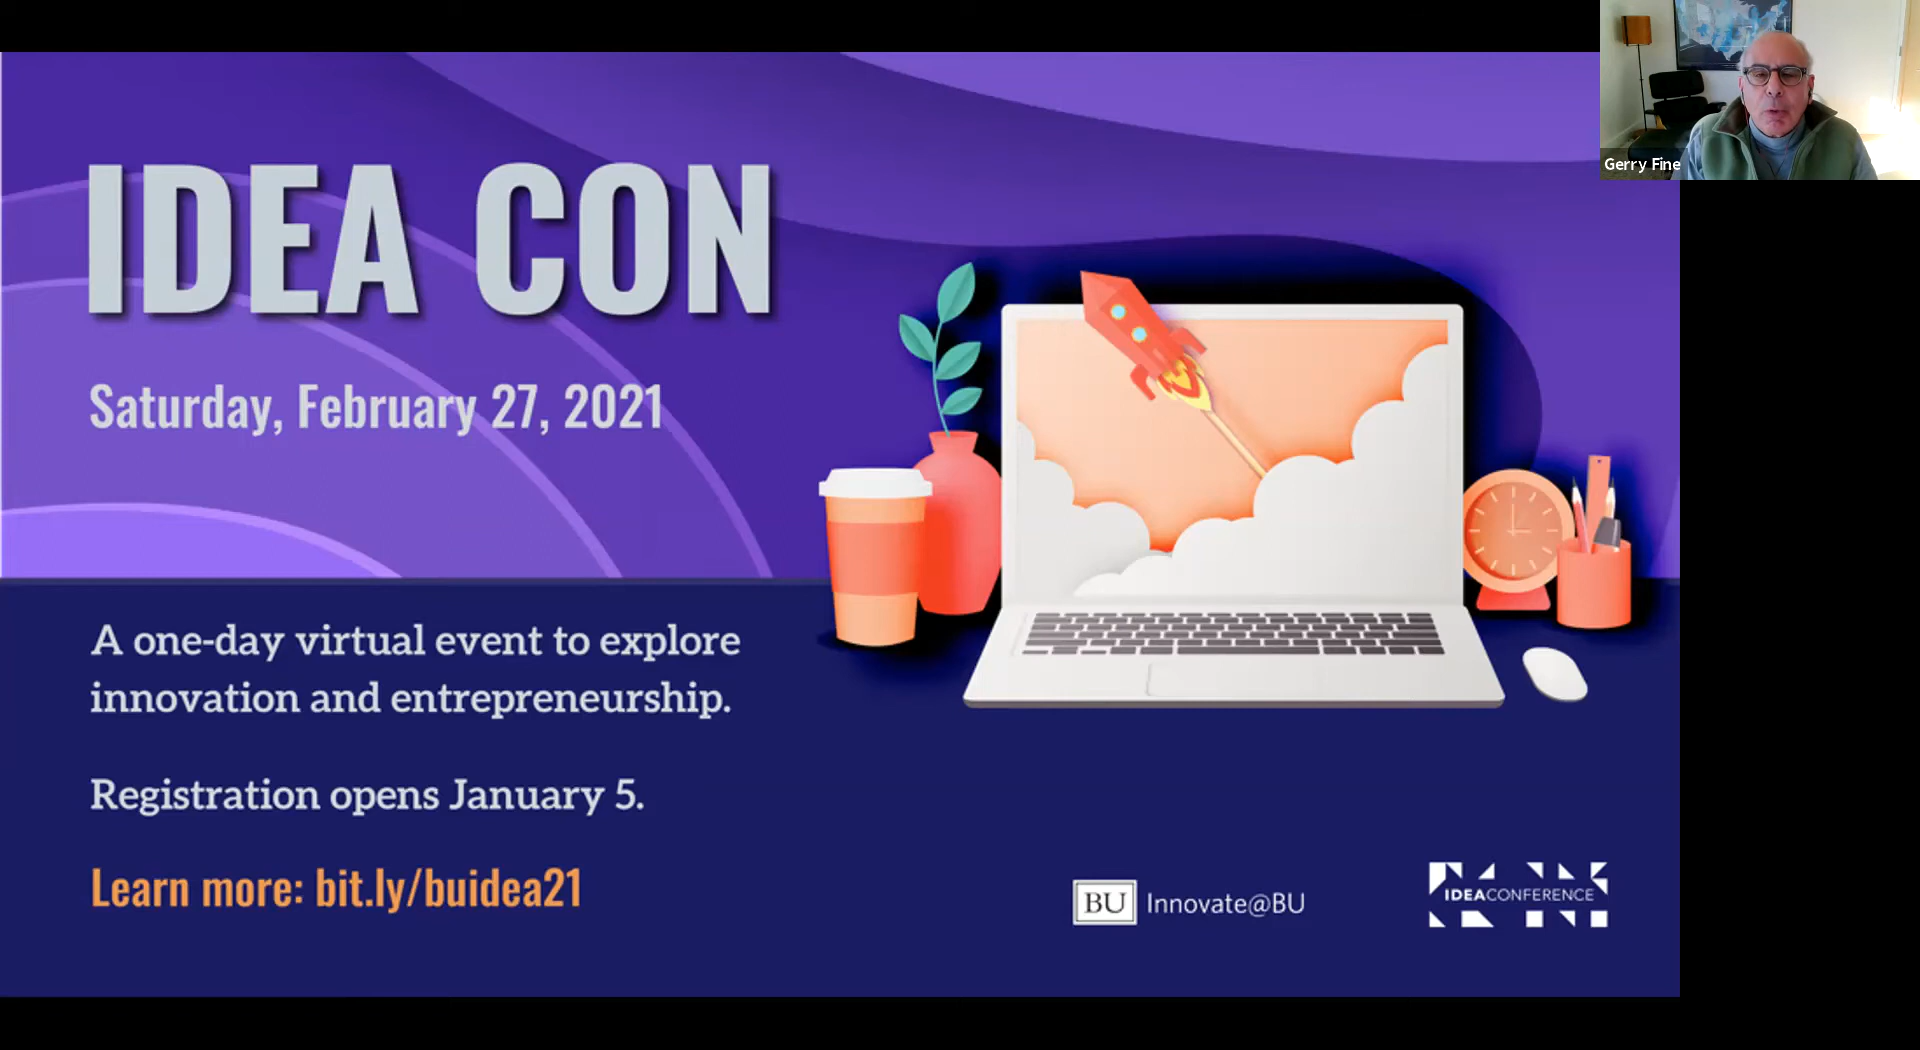 Gerry Fine
IDEA CON
Saturday, February 27, 2021
A one-day virtual event to explore
innovation and entrepreneurship.
Registration opens January 5.
Learn more: bit.ly/buidea21
BU Innovate@BU
IDEACONFERENCE